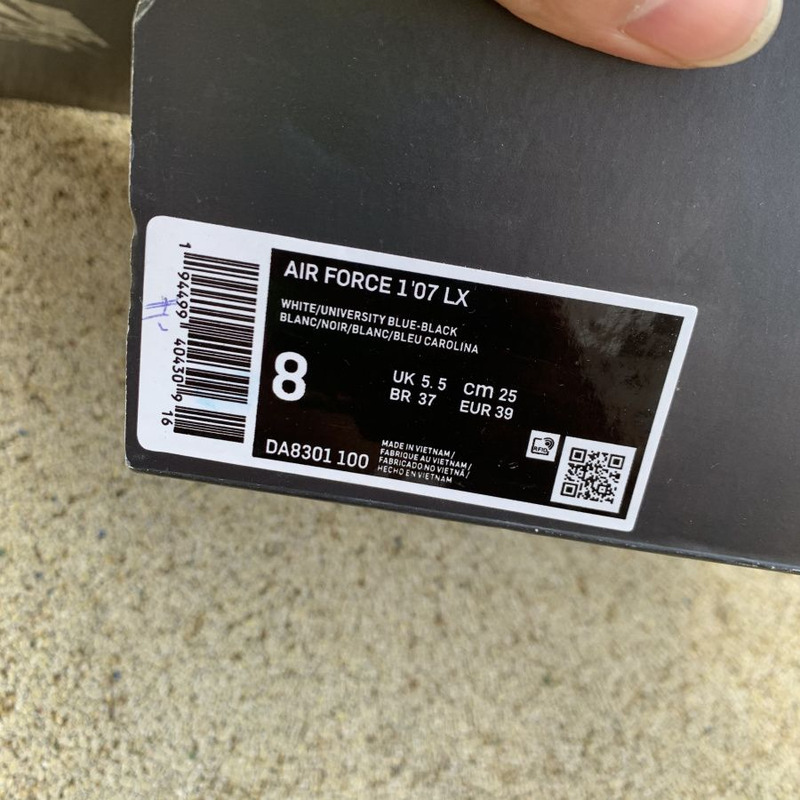 AIR FORCE 1'07 LX
WHITE/UNIVERSITY BLUE-BLACK
BLANC/NOIR/BLANC/BLEU CAROLINA
8
UK 5.5 cm 25
BR 37 EUR 39
DA8301 100
MADE IN VIETNAM /
FABRIQUE AU VIETNAM /
FABRICADO NO VIETNÃ /
HECHO EN VIETNAM
RFID
1 94499 40430 9 16